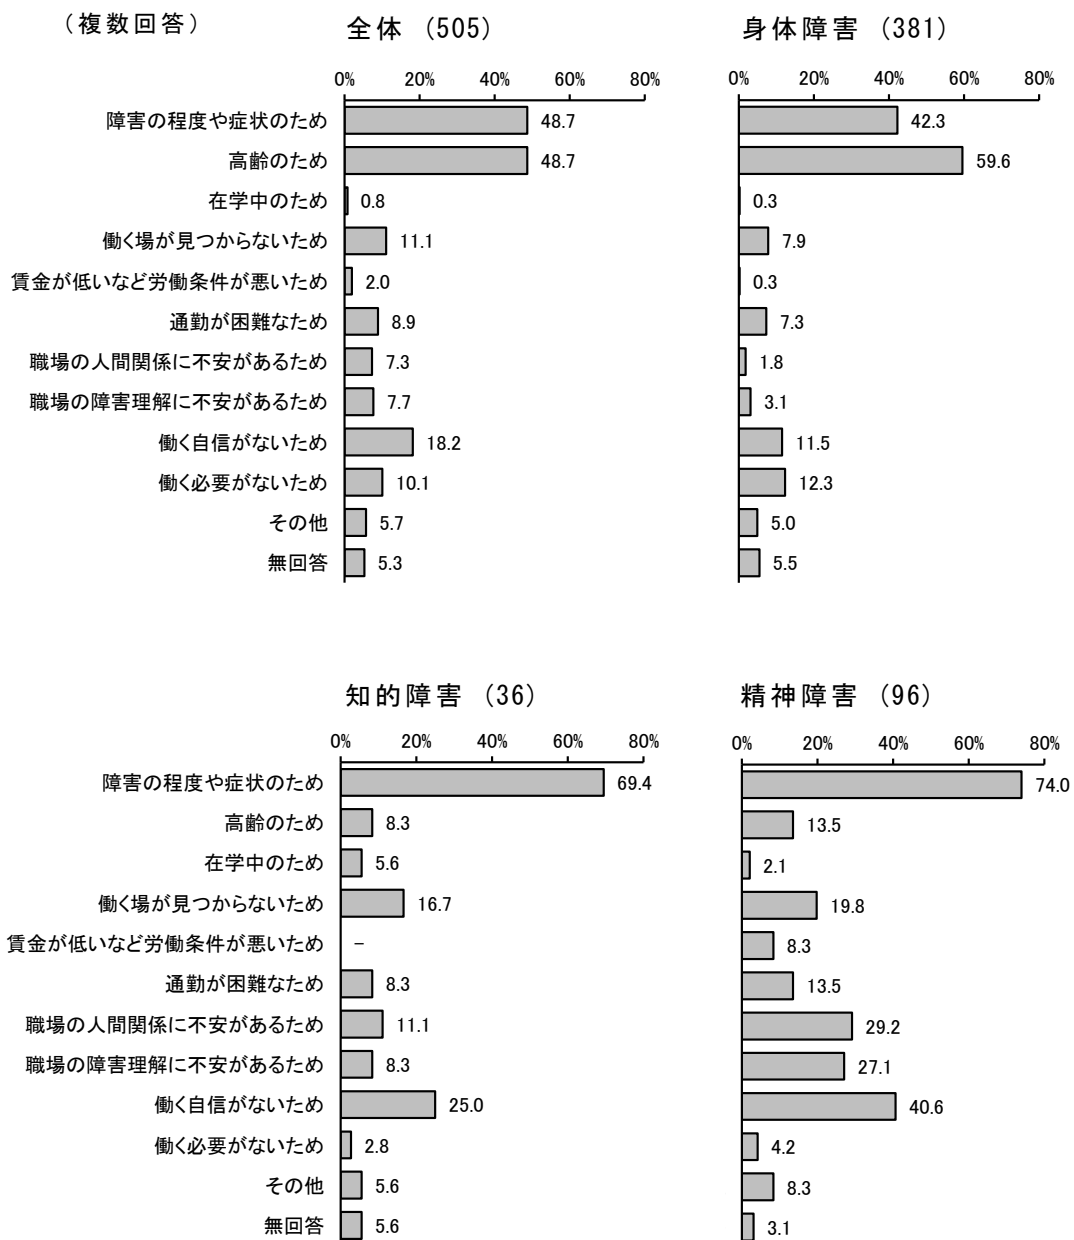 （複数回答）
全体 (505)
0% 20% 40% 60% 80%
障害の程度や症状のため 48.7
高齢のため 48.7
在学中のため 0.8
働く場が見つからないため 11.1
賃金が低いなど労働条件が悪いため 2.0
通勤が困難なため 8.9
職場の人間関係に不安があるため 7.3
職場の障害理解に不安があるため 7.7
働く自信がないため 18.2
働く必要がないため 10.1
その他 5.7
無回答 5.3
身体障害 (381)
0% 20% 40% 60% 80%
42.3
59.6
0.3
7.9
0.3
7.3
1.8
3.1
11.5
12.3
5.0
5.5
知的障害 (36)
0% 20% 40% 60% 80%
障害の程度や症状のため 69.4
高齢のため 8.3
在学中のため 5.6
働く場が見つからないため 16.7
賃金が低いなど労働条件が悪いため –
通勤が困難なため 8.3
職場の人間関係に不安があるため 11.1
職場の障害理解に不安があるため 8.3
働く自信がないため 25.0
働く必要がないため 2.8
その他 5.6
無回答 5.6
精神障害 (96)
0% 20% 40% 60% 80%
74.0
13.5
2.1
19.8
8.3
13.5
29.2
27.1
40.6
4.2
8.3
3.1